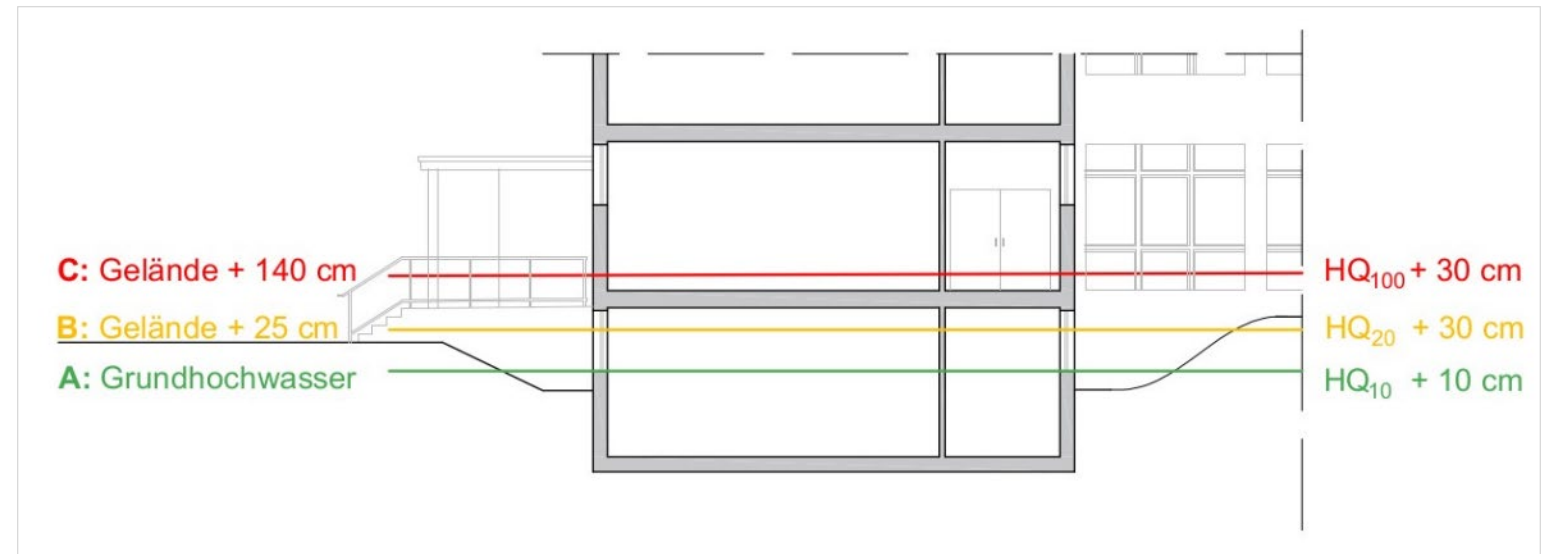 C: Gelände + 140 cm
HQ100 + 30 cm
B: Gelände + 25 cm
HQ20 + 30 cm
A: Grundhochwasser
HQ10 + 10 cm